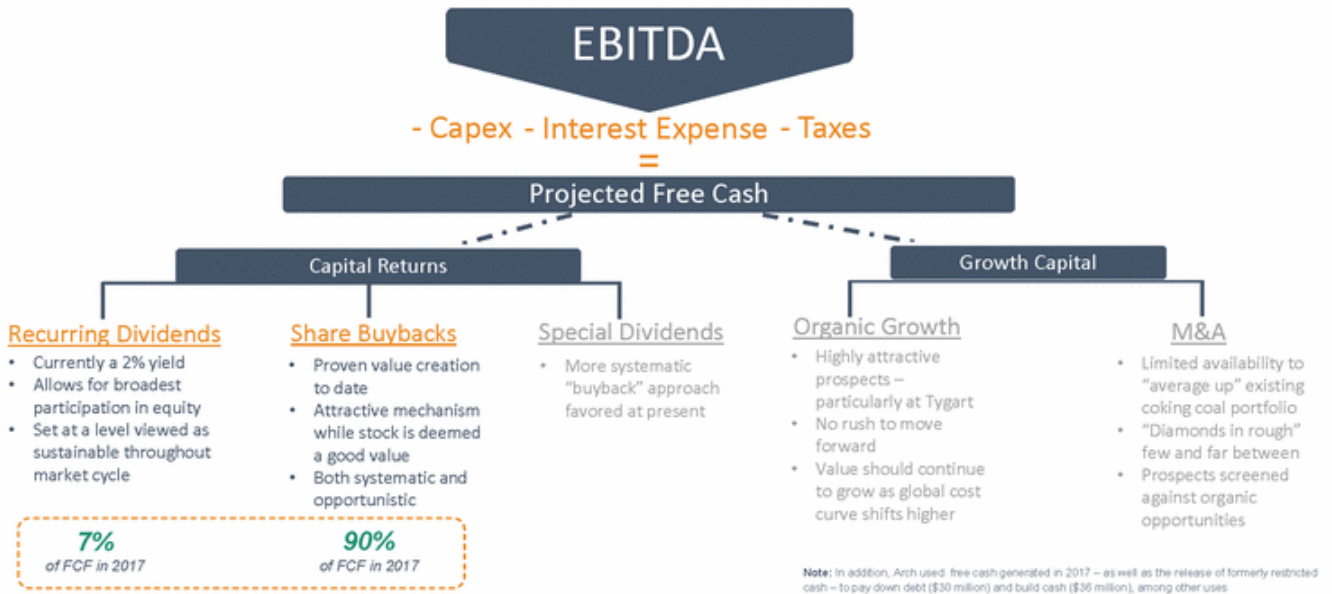 EBITDA
- Capex - Interest Expense - Taxes
=
Projected Free Cash
Capital Returns
Growth Capital
Recurring Dividends
• Currently a 2% yield
• Allows for broadest
participation in equity
• Set at a level viewed as
sustainable throughout
market cycle
7%
of FCF in 2017
Share Buybacks
• Proven value creation
to date
• Attractive mechanism
while stock is deemed
a good value
• Both systematic and
opportunistic
90%
of FCF in 2017
Special Dividends
• More systematic
"buyback" approach
favored at present
Organic Growth
• Highly attractive
prospects –
particularly at Tygart
• No rush to move
forward
• Value should continue
to grow as global cost
curve shifts higher
M&A
• Limited availability to
"average up" existing
coking coal portfolio
• "Diamonds in rough"
few and far between
• Prospects screened
against organic
opportunities
Note: In addition, Arch used free cash generated in 2017 – as well as the release of formerly restricted
cash – to pay down debt ($30 million) and build cash ($36 million), among other uses